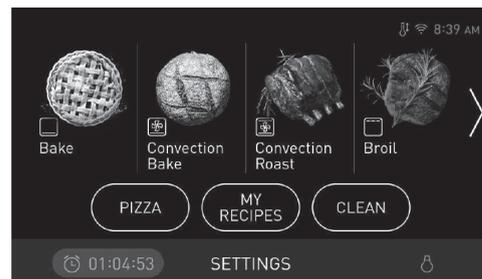 8:39 AM
Bake
Convection
Bake
Convection
Roast
Broil
PIZZA
MY
RECIPES
CLEAN
01:04:53
SETTINGS